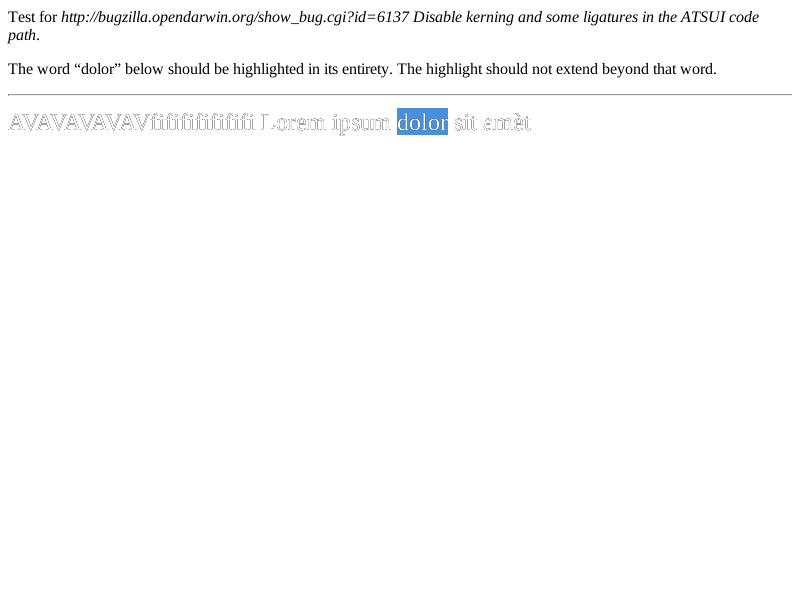 Test for http://bugzilla.opendarwin.org/show_bug.cgi?id=6137 Disable kerning and some ligatures in the ATSUI code
path.
The word “dolor” below should be highlighted in its entirety. The highlight should not extend beyond that word.
AVAVAVAVAVfifififififififi Lorem ipsum dolor sit amèt